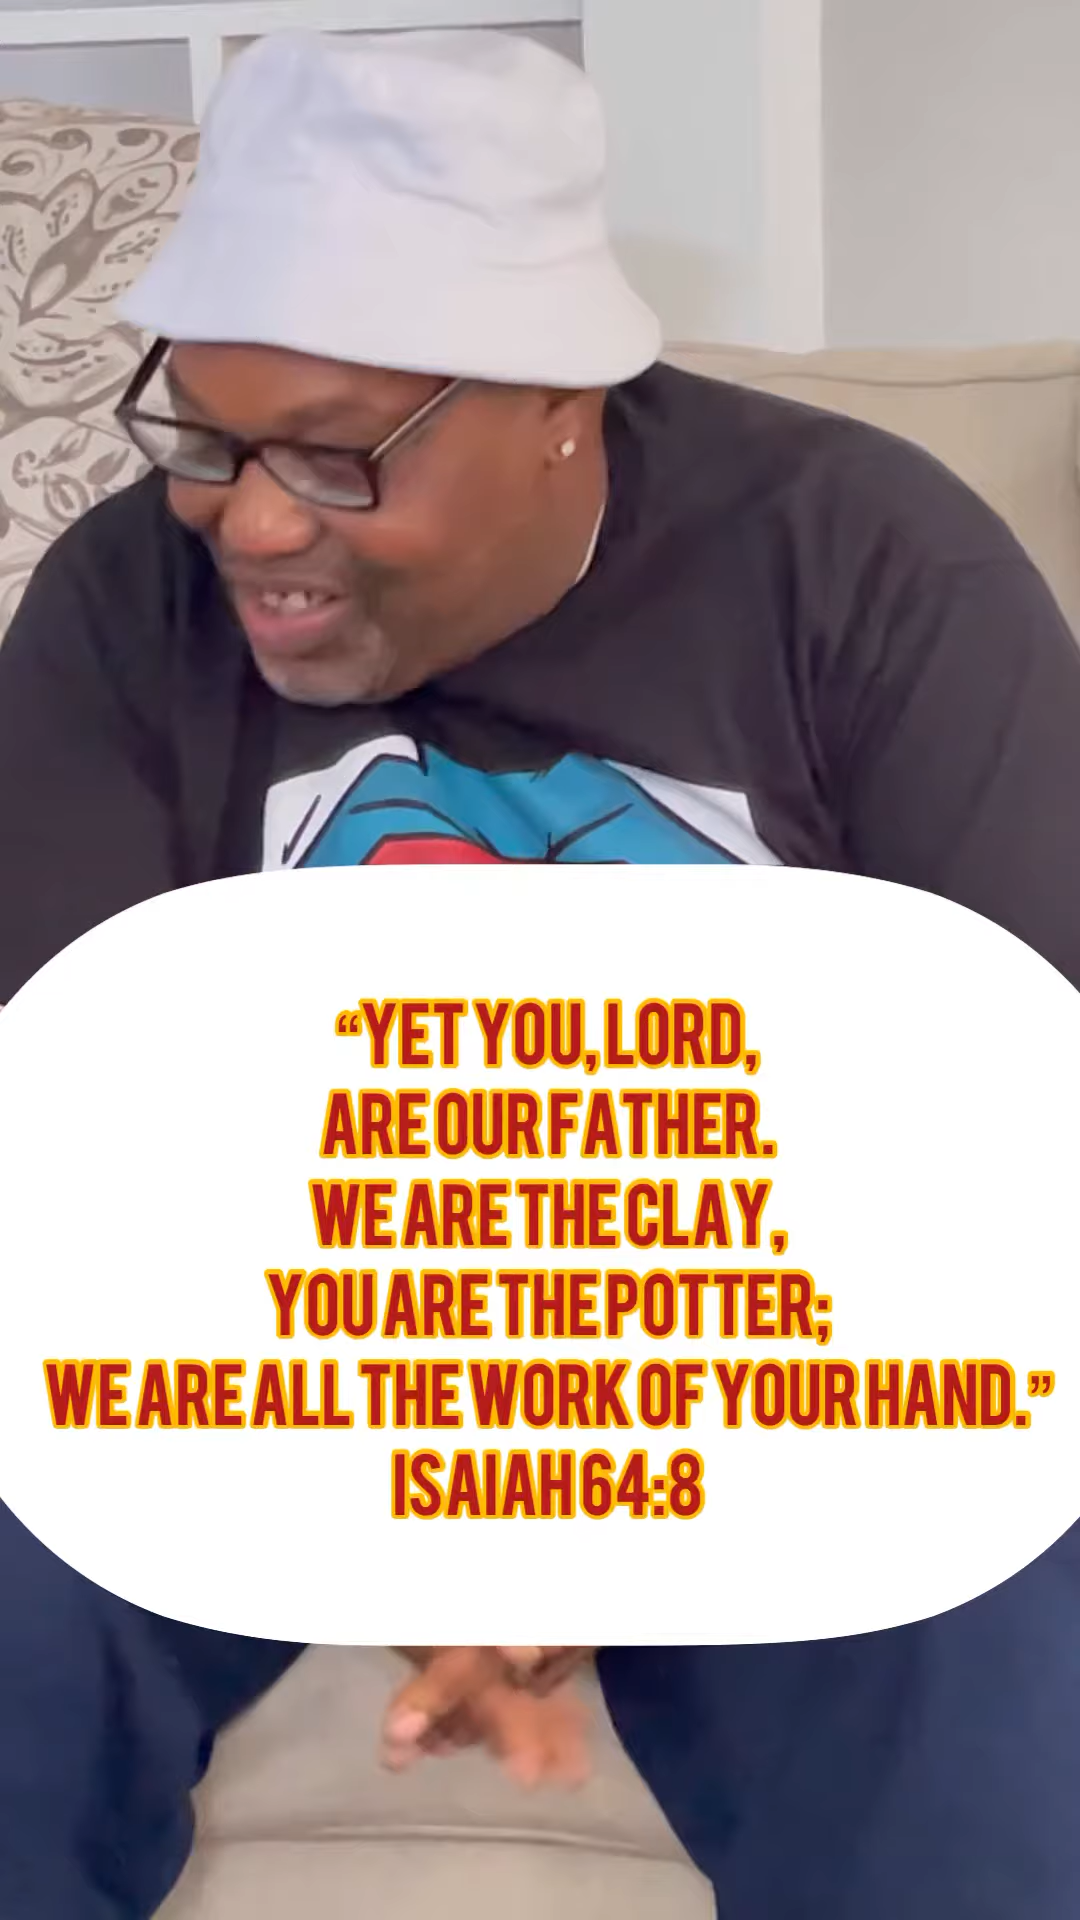 “YET YOU, LORD,
ARE OUR FATHER.
WE ARE THE CLAY,
YOU ARE THE POTTER;
WE ARE ALL THE WORK OF YOUR HAND.”
ISAIAH 64:8